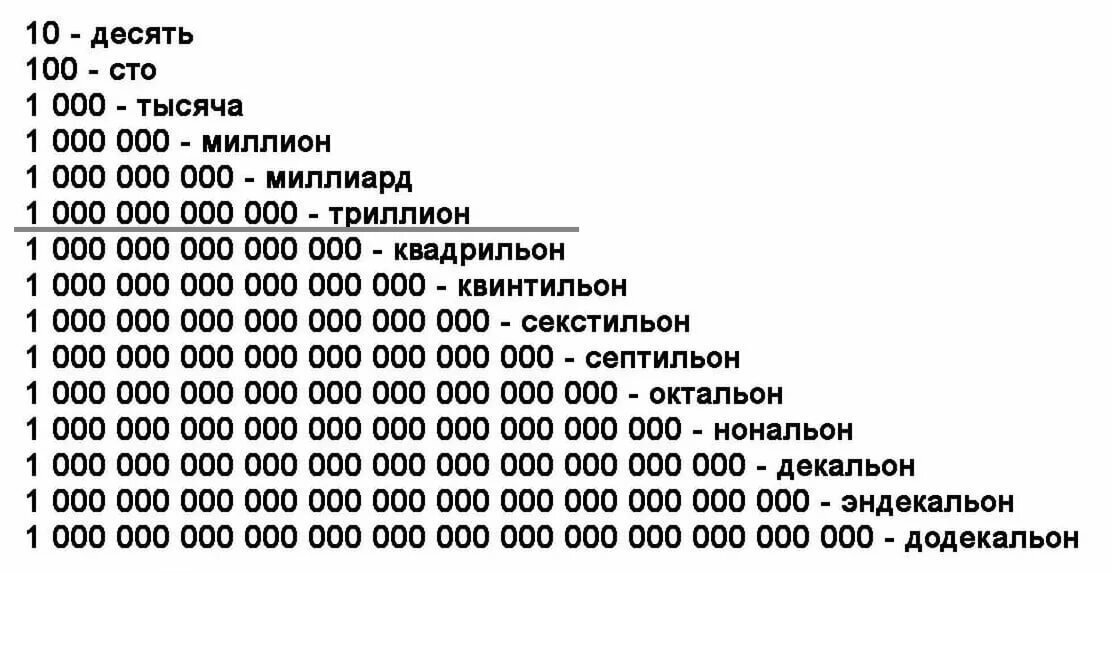 10 - десять
100 - сто
1 000 - тысяча
1 000 000 - миллион
1 000 000 000 - миллиард
1 000 000 000 000 - триллион
1 000 000 000 000 000 - квадрильон
1 000 000 000 000 000 000 - квинтильон
1 000 000 000 000 000 000 000 - секстильон
1 000 000 000 000 000 000 000 000 - септильон
1 000 000 000 000 000 000 000 000 000 - октальон
1 000 000 000 000 000 000 000 000 000 000 - нональон
1 000 000 000 000 000 000 000 000 000 000 000 - декальон
1 000 000 000 000 000 000 000 000 000 000 000 000 - эндекальон
1 000 000 000 000 000 000 000 000 000 000 000 000 000 - додекальон